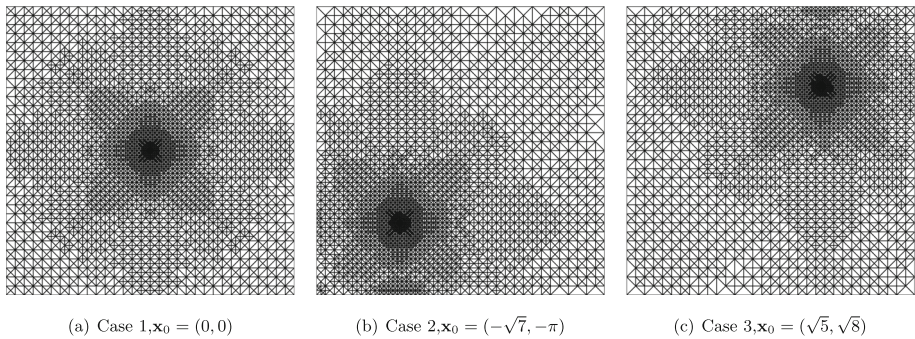 (a) Case 1,x₀ = (0, 0)
(b) Case 2,x₀ = (−√7, −π)
(c) Case 3,x₀ = (√5, √8)